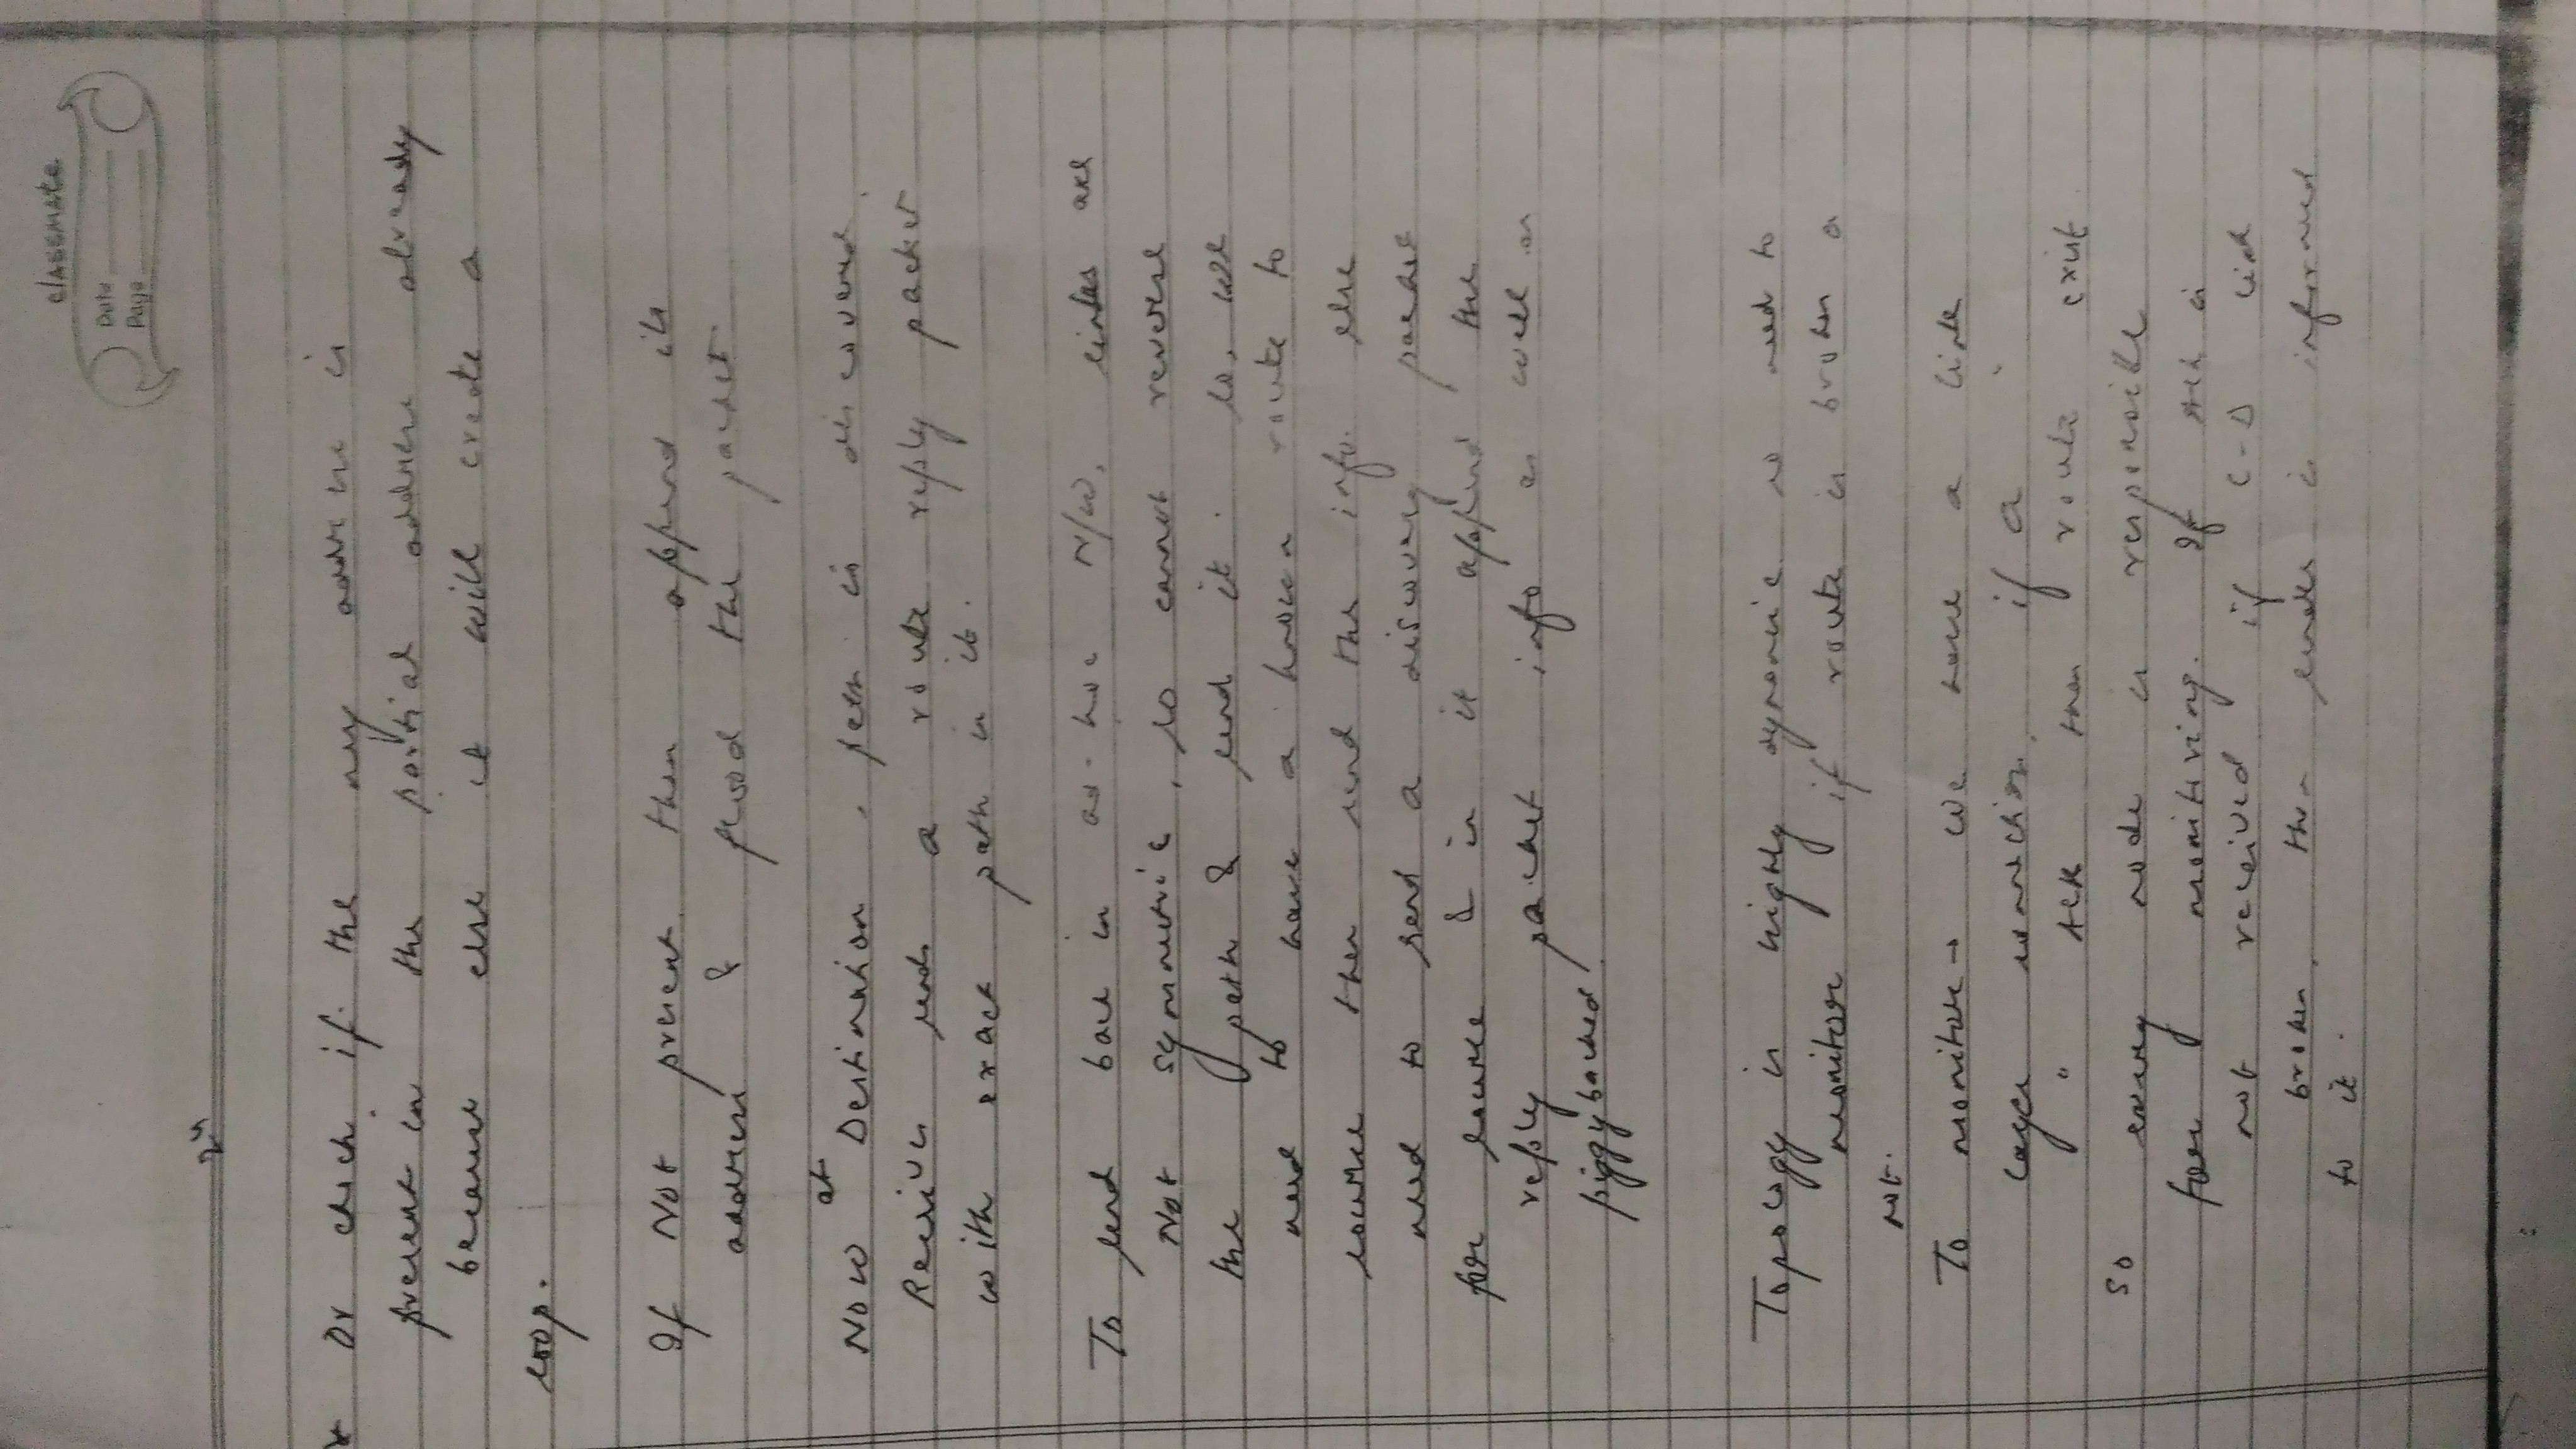 classmate
Date
Page
24
* Or check if the my address is
present in the partial address already
because else it will create a
loop.
If Not present then append its
address & flood the packet
at
Now Destination, path is discovered
Receiver sends a route reply packet
with exact path in it.
To send back in ad-hoc N/W, links are
Not symmetric, so cannot reverse
the path & send it. so, we
need to have a known route to
source then send the info. else
need to send a discovery packet
for source & in it append the
reply packet info as well as
piggybacked.
Topology is highly dynamic so need to
monitor if route is broken or
not.
To monitor → we have a link
layer connection, if a
" ACK then route exist
so every node is responsible
for monitoring. If ACK is
not received if C-D link
broken, then sender is informed
to it.